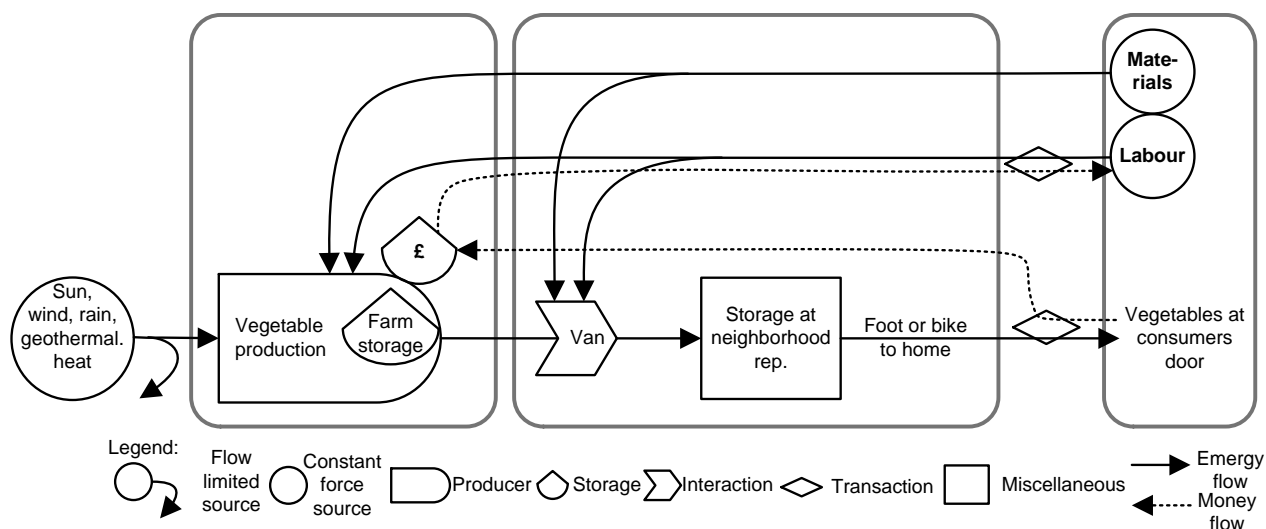 Mate-
rials
Labour
£
Sun,
wind, rain,
geothermal.
heat
Vegetable
production
Farm
storage
Van
Storage at
neighborhood
rep.
Foot or bike
to home
Vegetables at
consumers
door
Legend:
Flow
limited
source
Constant
force
source
Producer
Storage
Interaction
Transaction
Miscellaneous
Emergy
flow
Money
flow